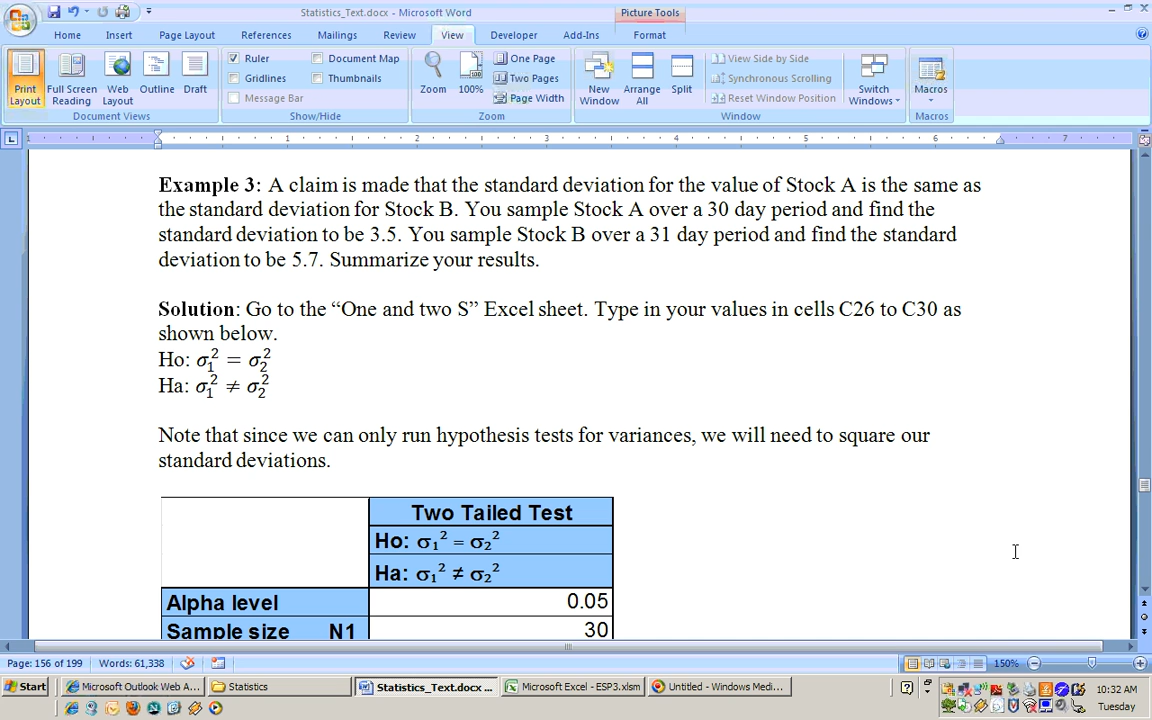 Statistics_Text.docx - Microsoft Word
Picture Tools
Home Insert Page Layout References Mailings Review View Developer Add-Ins Format
Print Layout
Full Screen Reading
Web Layout
Outline
Draft
Document Views
Ruler
Gridlines
Message Bar
Document Map
Thumbnails
Show/Hide
Zoom
100%
One Page
Two Pages
Page Width
Zoom
New Window
Arrange All
Split
View Side by Side
Synchronous Scrolling
Reset Window Position
Window
Switch Windows
Macros
Macros
1 1 2 3 4 5 6 7
Example 3: A claim is made that the standard deviation for the value of Stock A is the same as
the standard deviation for Stock B. You sample Stock A over a 30 day period and find the
standard deviation to be 3.5. You sample Stock B over a 31 day period and find the standard
deviation to be 5.7. Summarize your results.
Solution: Go to the “One and two S” Excel sheet. Type in your values in cells C26 to C30 as
shown below.
Ho: σ₁² = σ₂²
Ha: σ₁² ≠ σ₂²
Note that since we can only run hypothesis tests for variances, we will need to square our
standard deviations.
Two Tailed Test
Ho: σ₁² = σ₂²
Ha: σ₁² ≠ σ₂²
Alpha level 0.05
Sample size N1 30
Page: 156 of 199 Words: 61,338 150%
Start Microsoft Outlook Web A... Statistics Statistics_Text.docx ... Microsoft Excel - ESP3.xlsm Untitled - Windows Medi... 10:32 AM
Tuesday